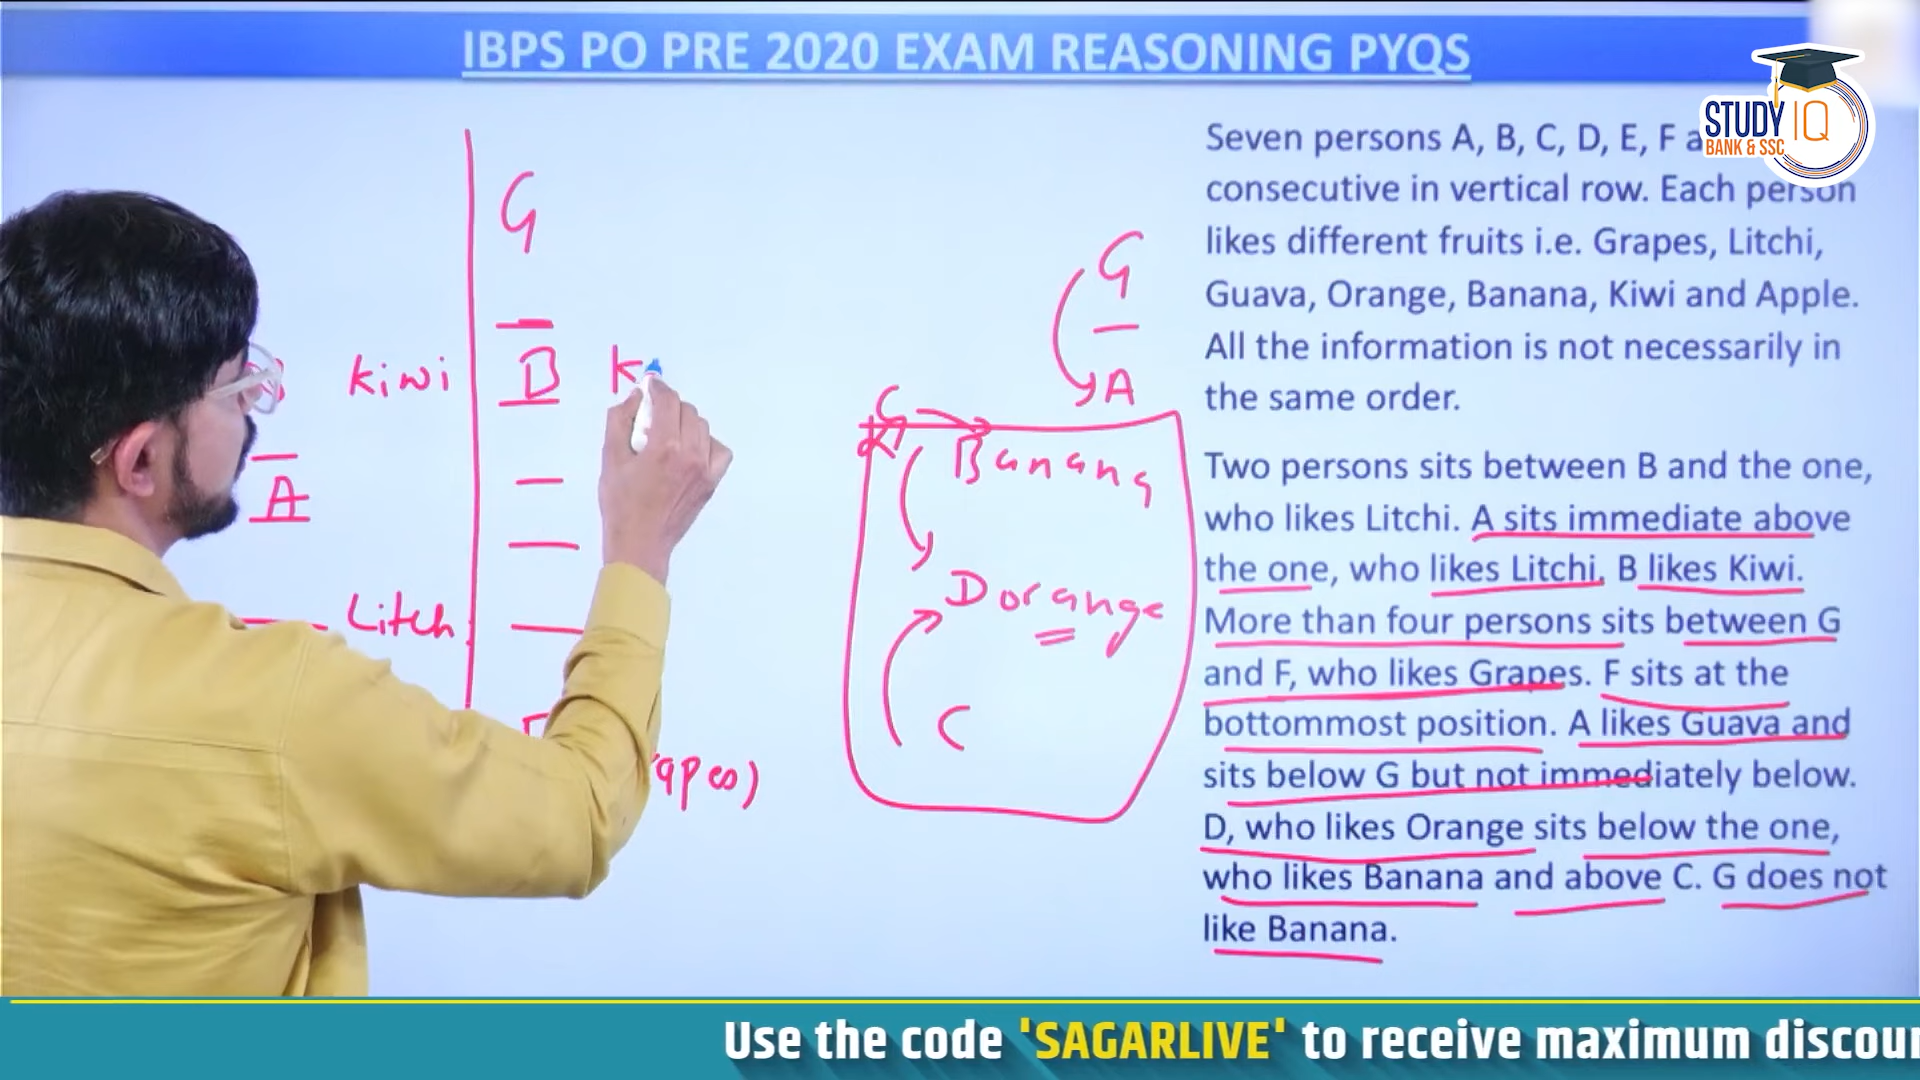 IBPS PO PRE 2020 EXAM REASONING PYQS
STUDY IQ
BANK & SSC
Seven persons A, B, C, D, E, F
consecutive in vertical row. Each person
likes different fruits i.e. Grapes, Litchi,
Guava, Orange, Banana, Kiwi and Apple.
All the information is not necessarily in
the same order.
Two persons sits between B and the one,
who likes Litchi. A sits immediate above
the one, who likes Litchi. B likes Kiwi.
More than four persons sits between G
and F, who likes Grapes. F sits at the
bottommost position. A likes Guava and
sits below G but not immediately below.
D, who likes Orange sits below the one,
who likes Banana and above C. G does not
like Banana.
Kiwi
A
Litch
G
B K
G
A
Banana
D orange
C
Use the code 'SAGARLIVE' to receive maximum